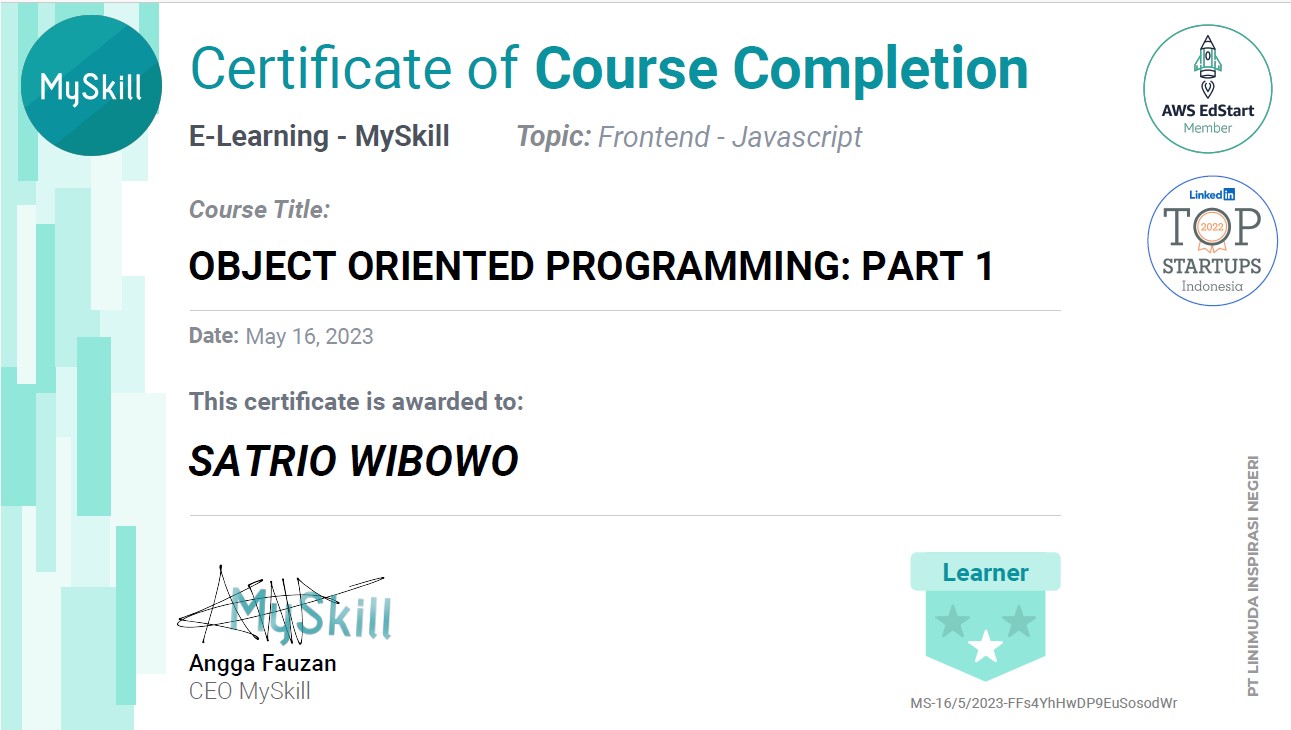 MySkill
Certificate of Course Completion
E-Learning - MySkill
Topic: Frontend - Javascript
AWS EdStart
Member
Course Title:
OBJECT ORIENTED PROGRAMMING: PART 1
LinkedIn
TOP
2022
STARTUPS
Indonesia
Date: May 16, 2023
This certificate is awarded to:
SATRIO WIBOWO
MySkill
Angga Fauzan
CEO MySkill
Learner
MS-16/5/2023-FFs4YhHwDP9EuSosodWr
PT LINIMUDA INSPIRASI NEGERI